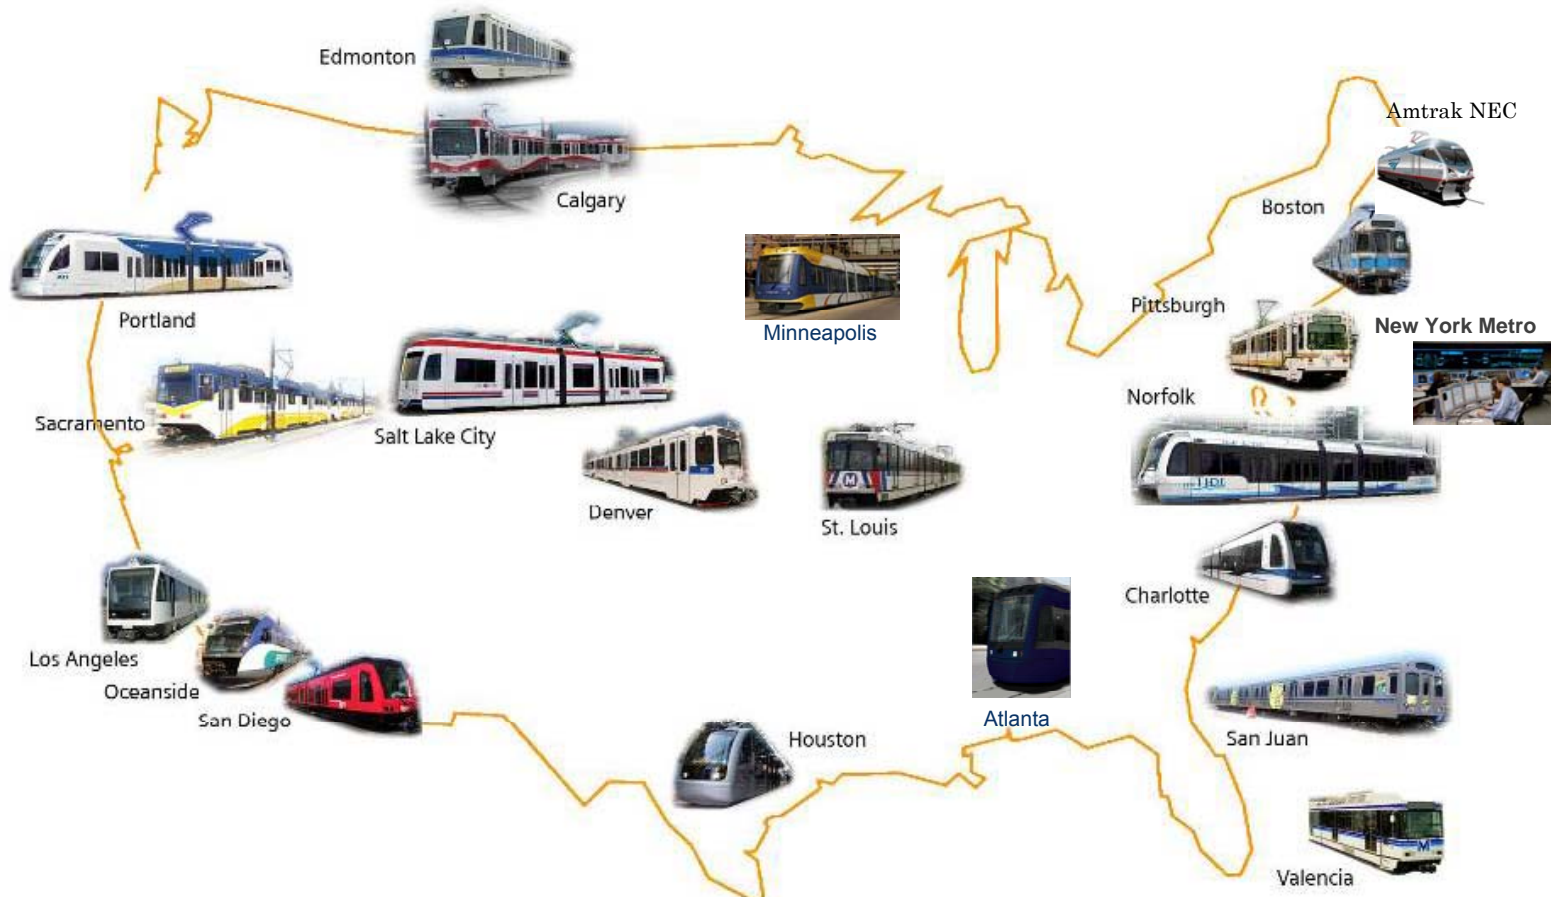 Edmonton
Amtrak NEC
Calgary
Boston
Portland
Minneapolis
Pittsburgh
New York Metro
Sacramento
Salt Lake City
Norfolk
Denver
St. Louis
Charlotte
Los Angeles
Oceanside
San Diego
Atlanta
Houston
San Juan
Valencia
M
M